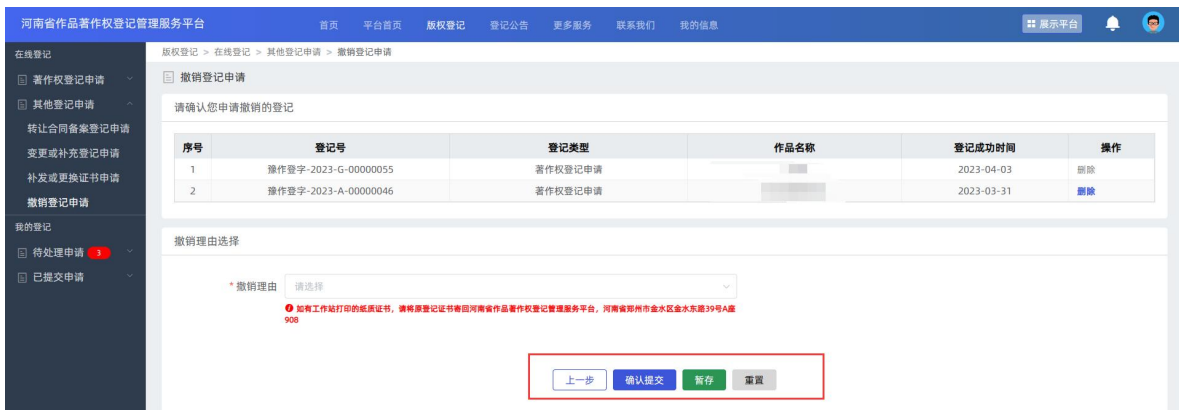 河南省作品著作权登记管理服务平台 首页 平台首页 版权登记 登记公告 更多服务 联系我们 我的信息 展示平台
在线登记
著作权登记申请
其他登记申请
转让合同备案登记申请
变更或补充登记申请
补发或更换证书申请
撤销登记申请
我的登记
待处理申请 3
已提交申请
版权登记 > 在线登记 > 其他登记申请 > 撤销登记申请
撤销登记申请
请确认您申请撤销的登记
序号 登记号 登记类型 作品名称 登记成功时间 操作
1 豫作登字-2023-G-00000055 著作权登记申请 2023-04-03 删除
2 豫作登字-2023-A-00000046 著作权登记申请 2023-03-31 删除
撤销理由选择
* 撤销理由 请选择
如有工作站打印的纸质证书，请将原登记证书寄回河南省作品著作权登记管理服务平台，河南省郑州市金水区金水东路39号A座
908
上一步 确认提交 暂存 重置